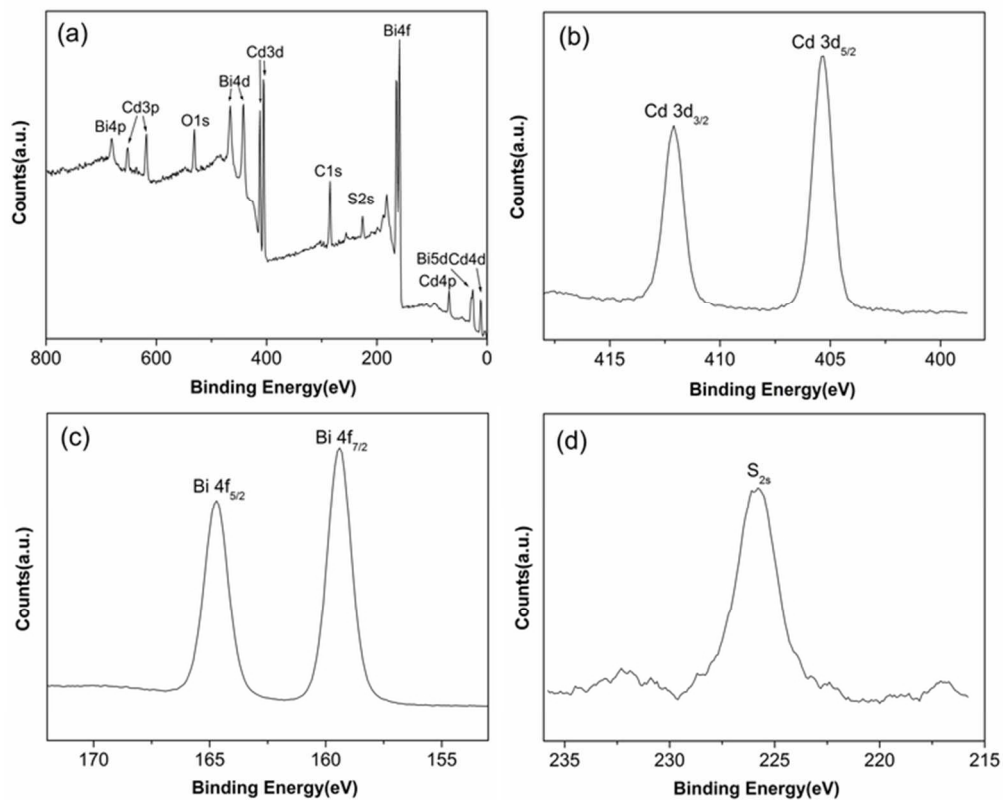 (a)
Bi4f
Cd3d
Bi4d
Cd3p
Bi4p
O1s
C1s
S2s
Bi5d Cd4d
Cd4p
Counts(a.u.)
800 600 400 200 0
Binding Energy(eV)
(b)
Cd 3d5/2
Cd 3d3/2
Counts(a.u.)
415 410 405 400
Binding Energy(eV)
(c)
Bi 4f7/2
Bi 4f5/2
Counts(a.u.)
170 165 160 155
Binding Energy(eV)
(d)
S2s
Counts(a.u.)
235 230 225 220 215
Binding Energy(eV)